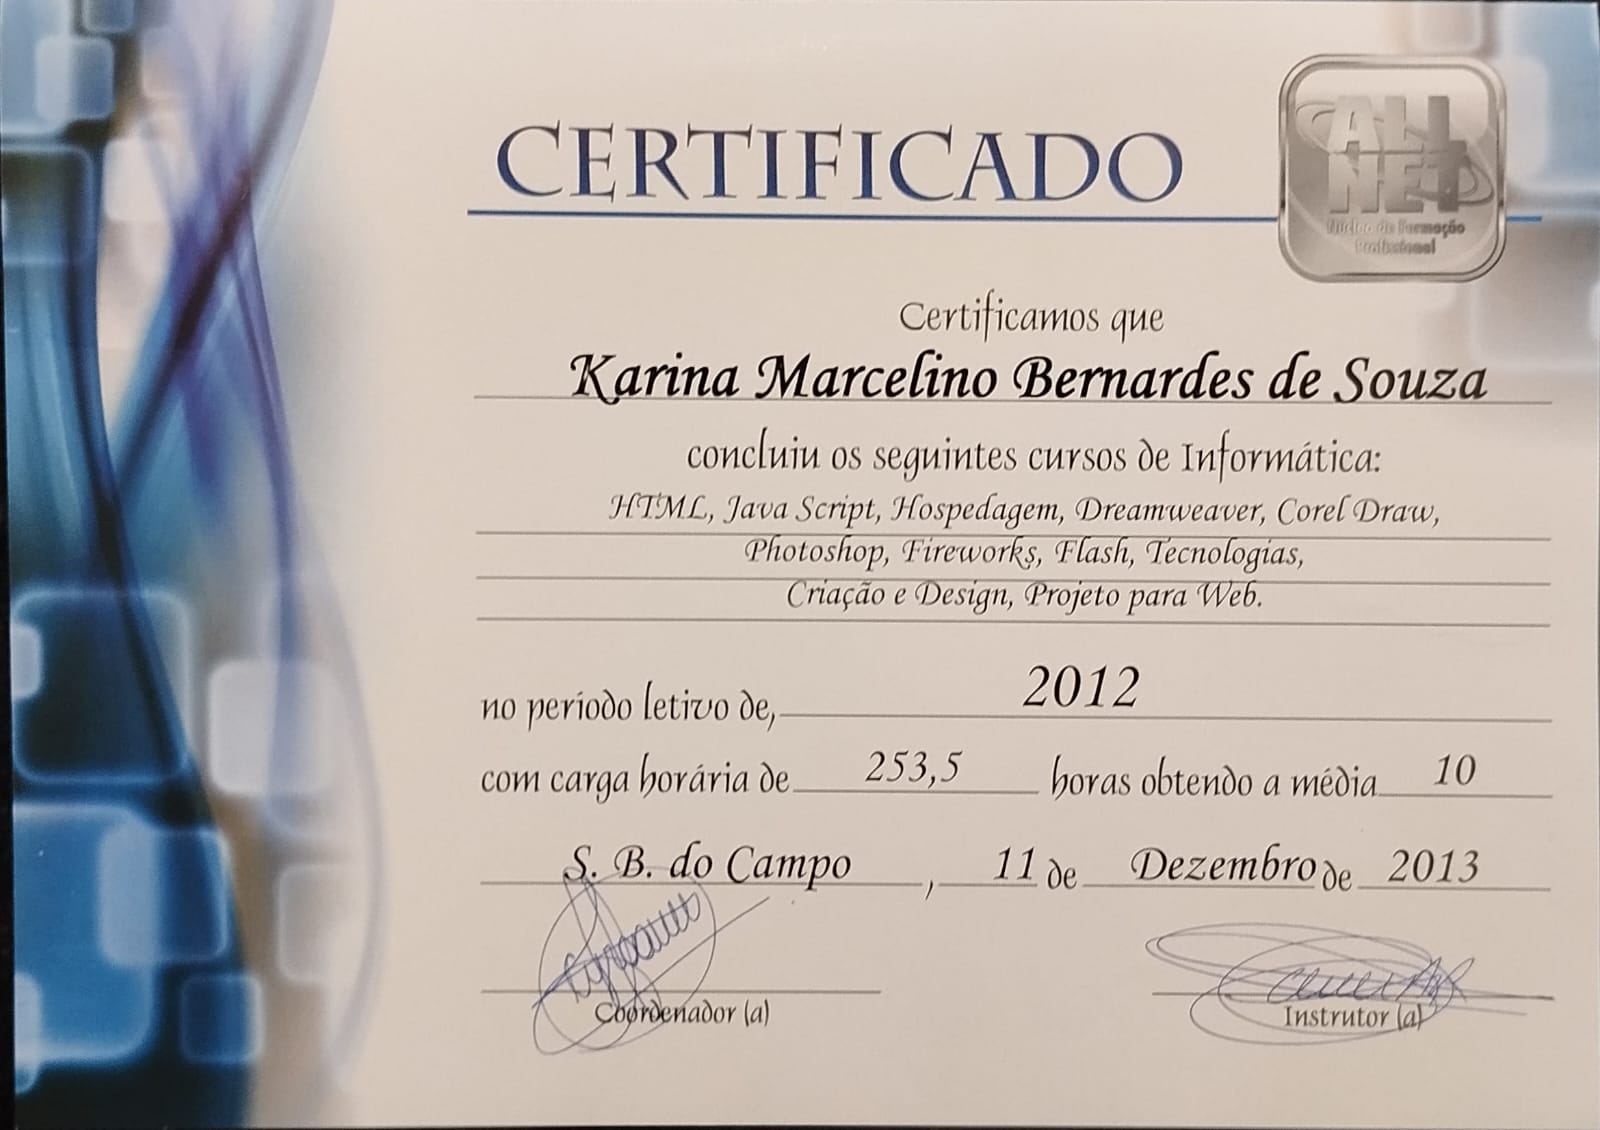 CERTIFICADO
ALL
NET
Núcleo de Formação
Profissional
Certificamos que
Karina Marcelino Bernardes de Souza
concluiu os seguintes cursos de Informática:
HTML, Java Script, Hospedagem, Dreamweaver, Corel Draw,
Photoshop, Fireworks, Flash, Tecnologias,
Criação e Design, Projeto para Web.
no período letivo de, 2012
com carga horária de 253,5 horas obtendo a média 10
S. B. do Campo , 11 de Dezembro de 2013
Coordenador (a) Instrutor (a)